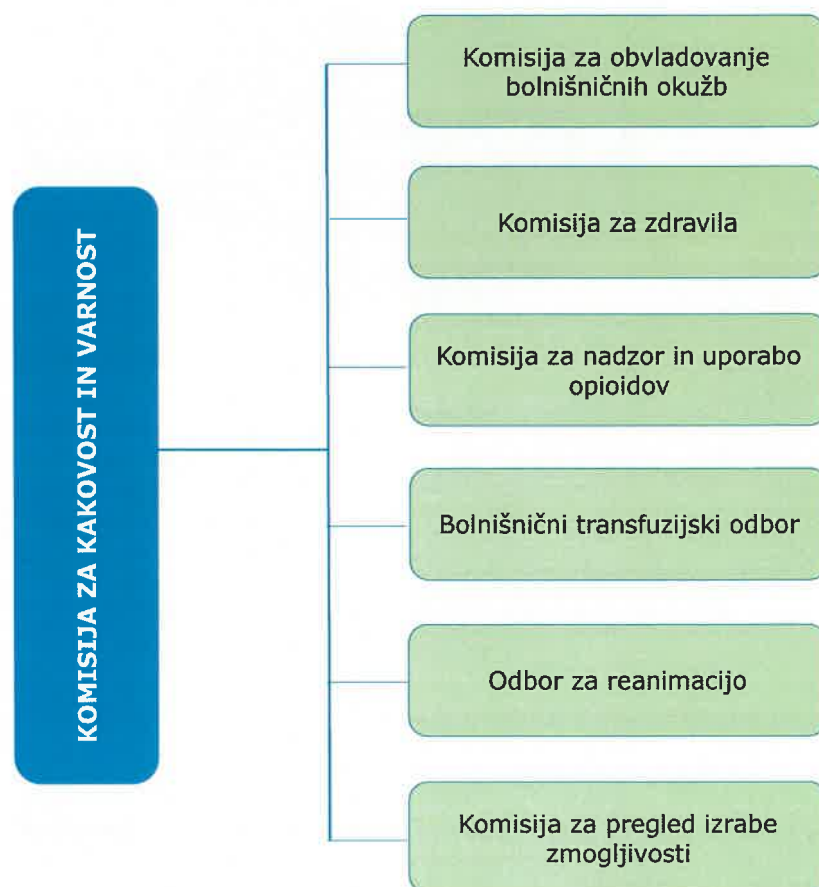 KOMISIJA ZA KAKOVOST IN VARNOST
Komisija za obvladovanje
bolnišničnih okužb
Komisija za zdravila
Komisija za nadzor in uporabo
opioidov
Bolnišnični transfuzijski odbor
Odbor za reanimacijo
Komisija za pregled izrabe
zmogljivosti